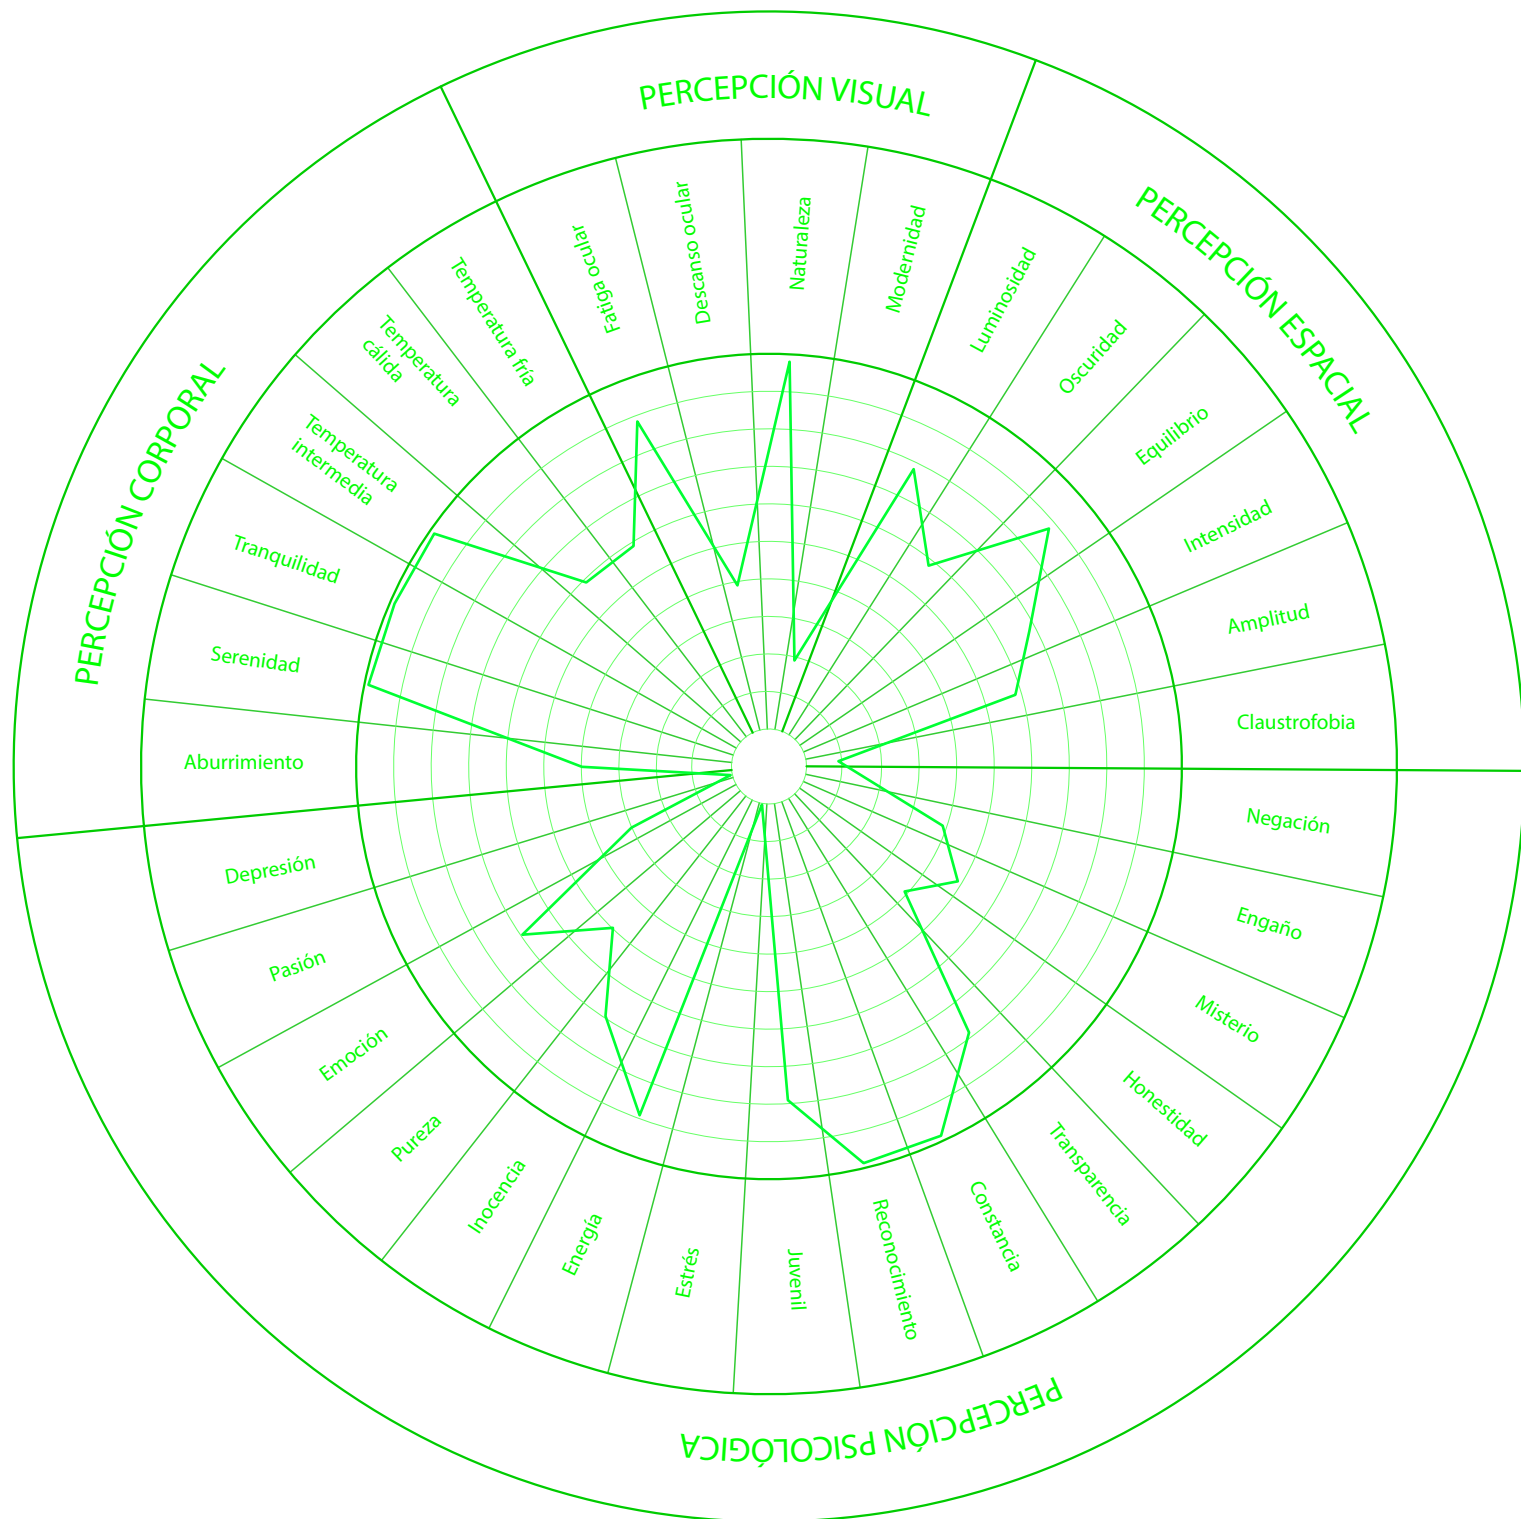 PERCEPCIÓN VISUAL
Fatiga ocular
Descanso ocular
Naturaleza
Modernidad
PERCEPCIÓN ESPACIAL
Luminosidad
Oscuridad
Equilibrio
Intensidad
Amplitud
Claustrofobia
PERCEPCIÓN PSICOLÓGICA
Negación
Engaño
Misterio
Honestidad
Transparencia
Constancia
Reconocimiento
Juvenil
Estrés
Energía
Inocencia
Pureza
Emoción
Pasión
Depresión
PERCEPCIÓN CORPORAL
Aburrimiento
Serenidad
Tranquilidad
Temperatura
intermedia
Temperatura
cálida
Temperatura fría